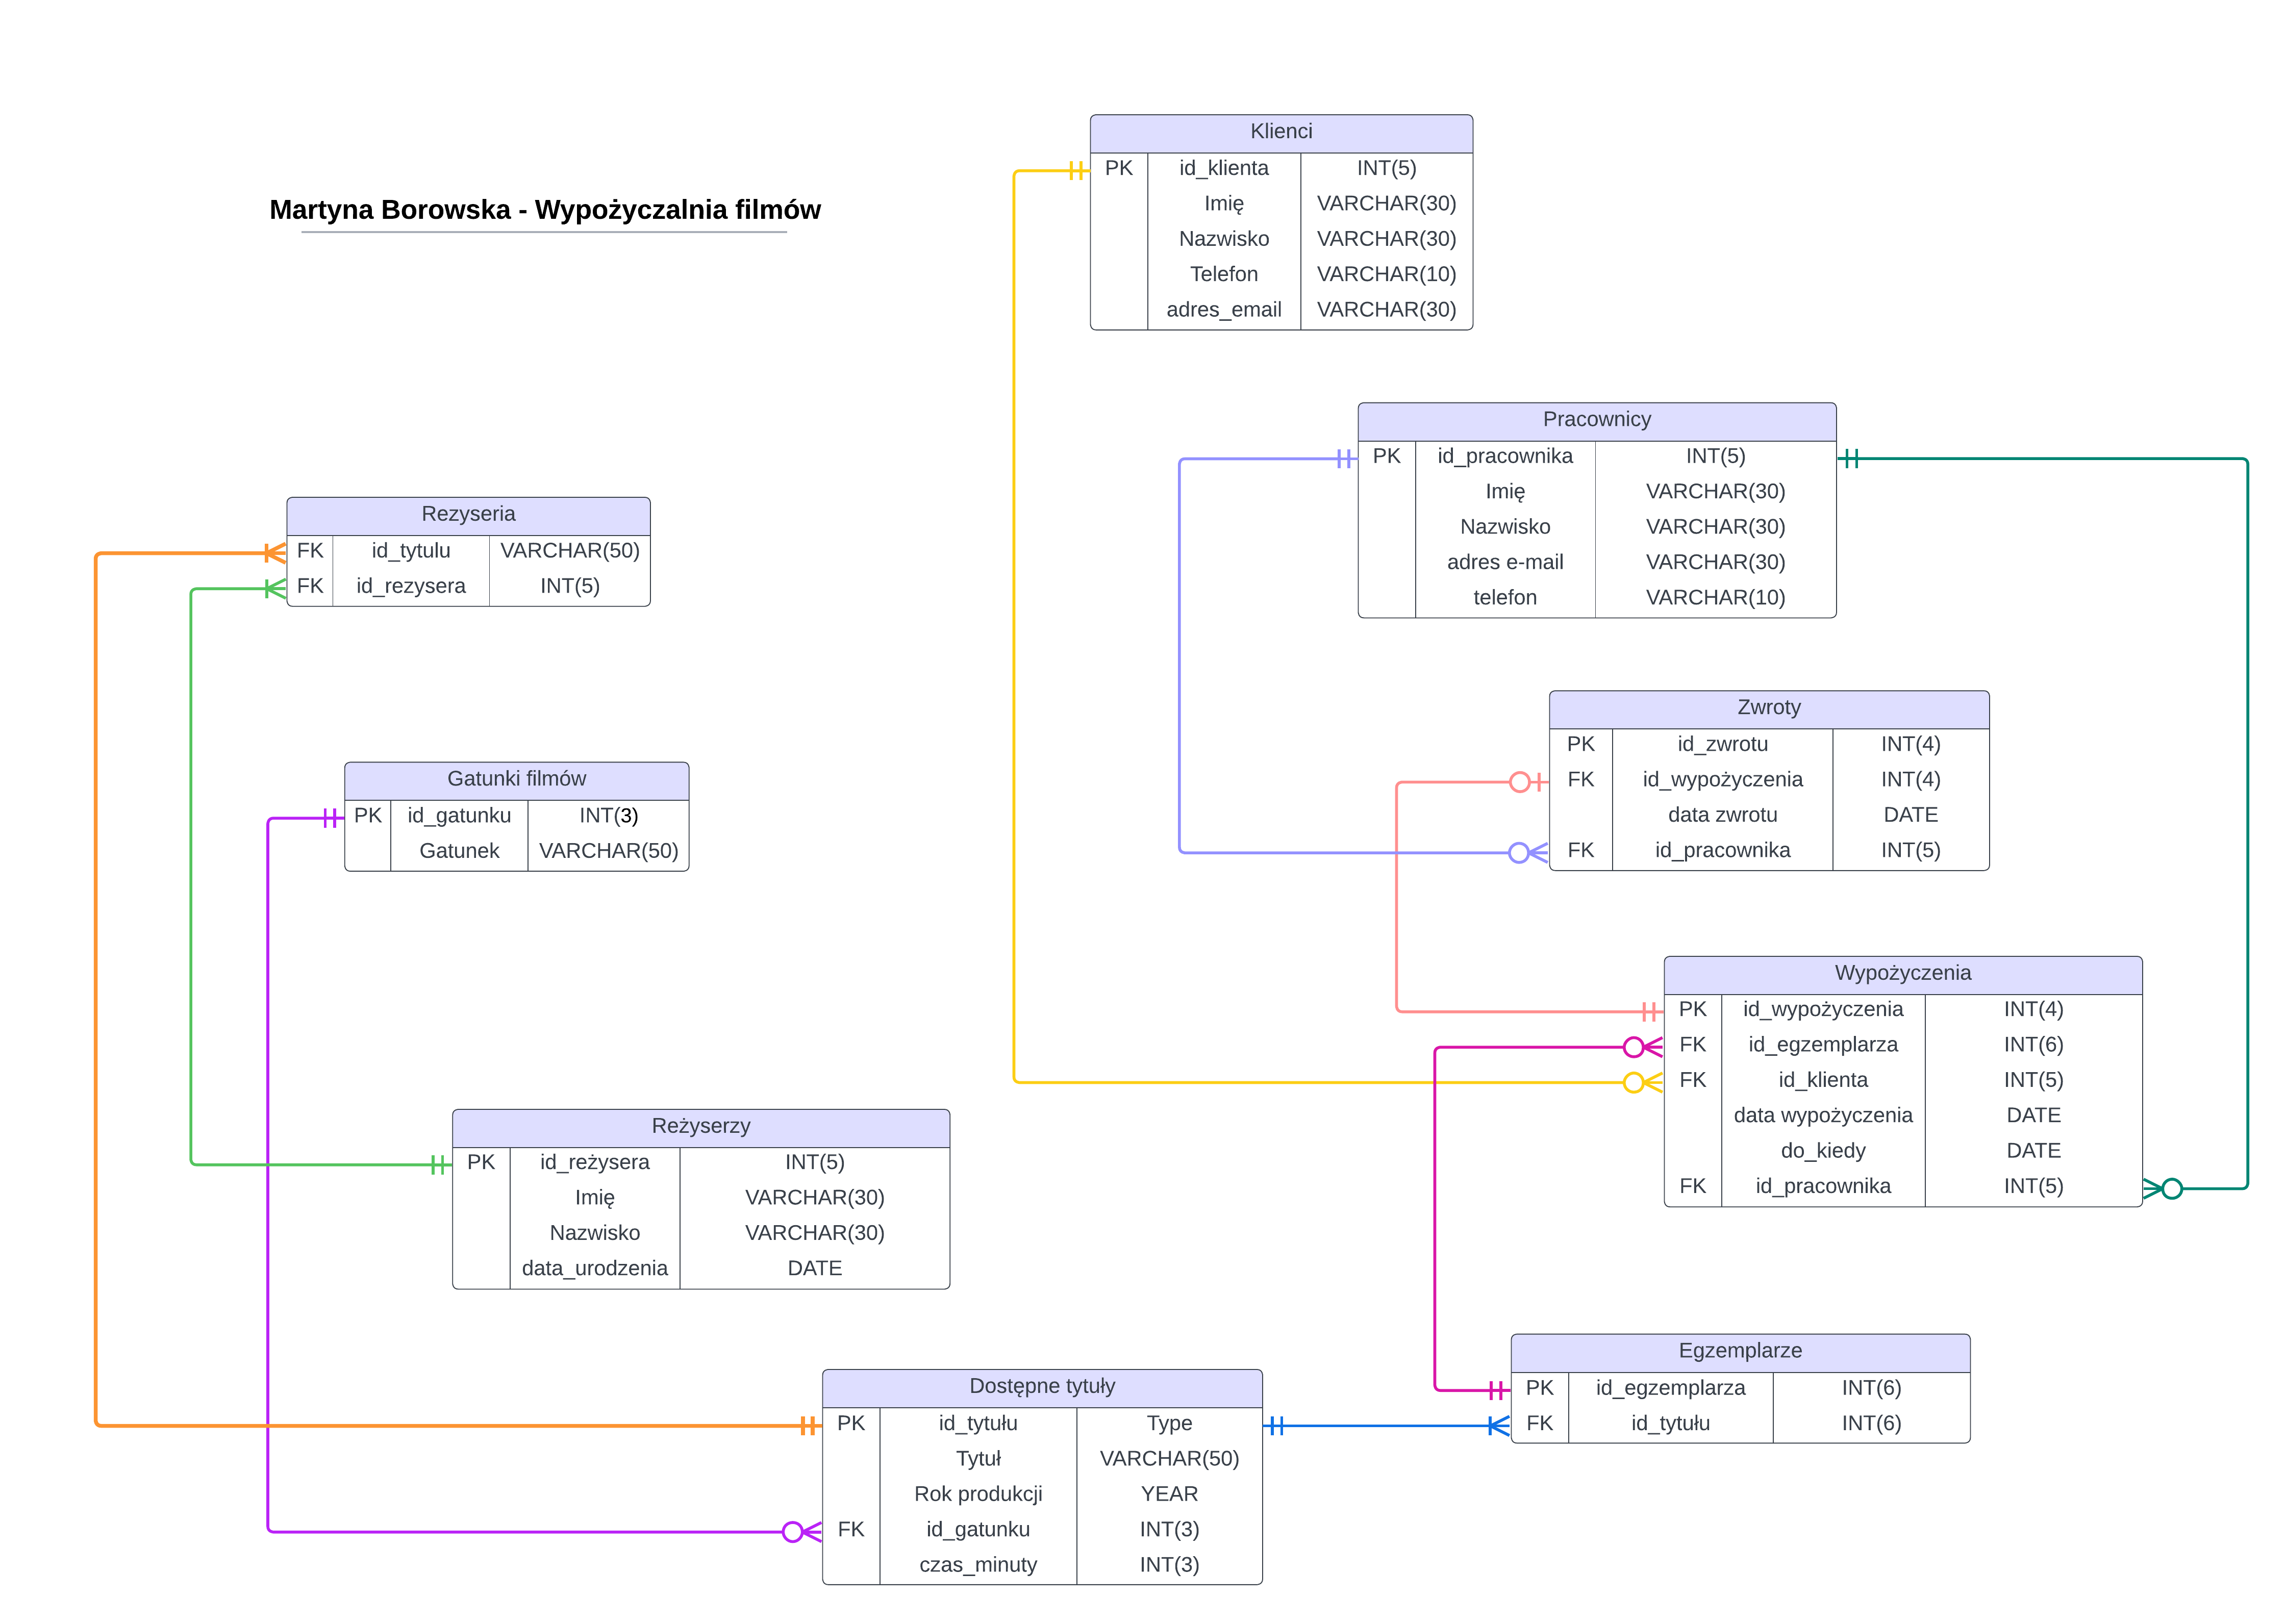 Martyna Borowska - Wypożyczalnia filmów
Klienci
PK id_klienta INT(5)
Imię VARCHAR(30)
Nazwisko VARCHAR(30)
Telefon VARCHAR(10)
adres_email VARCHAR(30)
Pracownicy
PK id_pracownika INT(5)
Imię VARCHAR(30)
Nazwisko VARCHAR(30)
adres e-mail VARCHAR(30)
telefon VARCHAR(10)
Rezyseria
FK id_tytulu VARCHAR(50)
FK id_rezysera INT(5)
Zwroty
PK id_zwrotu INT(4)
FK id_wypożyczenia INT(4)
data zwrotu DATE
FK id_pracownika INT(5)
Gatunki filmów
PK id_gatunku INT(3)
Gatunek VARCHAR(50)
Wypożyczenia
PK id_wypożyczenia INT(4)
FK id_egzemplarza INT(6)
FK id_klienta INT(5)
data wypożyczenia DATE
do_kiedy DATE
FK id_pracownika INT(5)
Reżyserzy
PK id_reżysera INT(5)
Imię VARCHAR(30)
Nazwisko VARCHAR(30)
data_urodzenia DATE
Egzemplarze
PK id_egzemplarza INT(6)
FK id_tytułu INT(6)
Dostępne tytuły
PK id_tytułu Type
Tytuł VARCHAR(50)
Rok produkcji YEAR
FK id_gatunku INT(3)
czas_minuty INT(3)